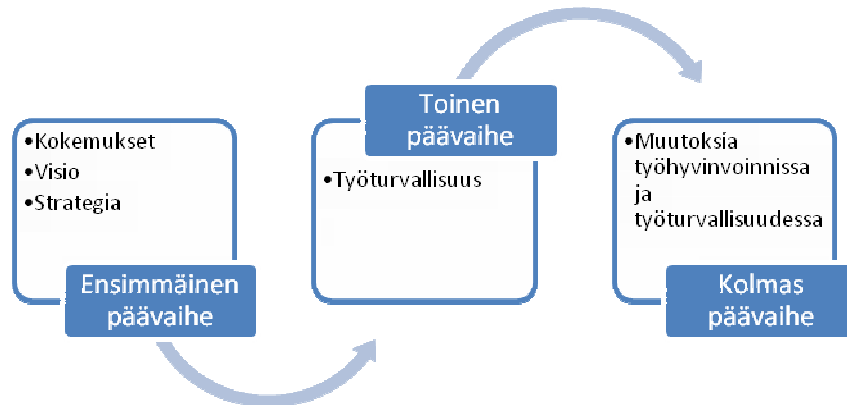 •Kokemukset
•Visio
•Strategia
Ensimmäinen
päävaihe
Toinen
päävaihe
•Työturvallisuus
•Muutoksia
työhyvinvoinnissa
ja
työturvallisuudessa
Kolmas
päävaihe